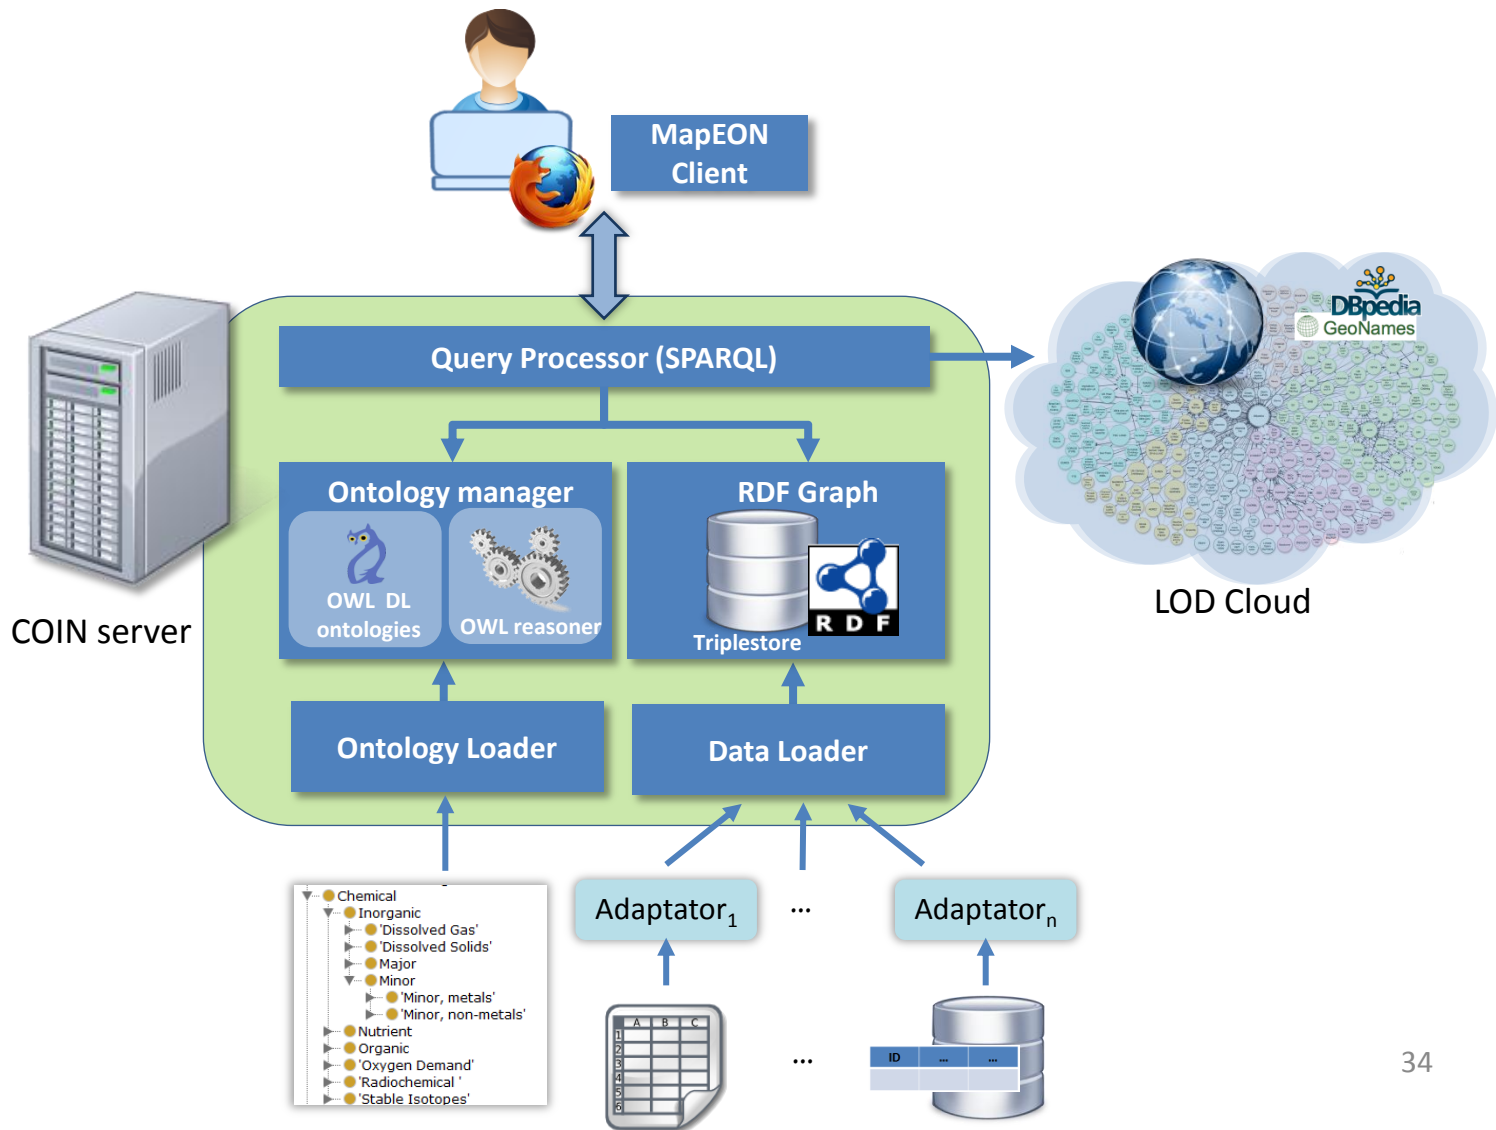 MapEON
Client
Query Processor (SPARQL)
DBpedia
GeoNames
Ontology manager
OWL DL
ontologies
OWL reasoner
RDF Graph
RDF
Triplestore
COIN server
LOD Cloud
Ontology Loader
Data Loader
Chemical
Inorganic
'Dissolved Gas'
'Dissolved Solids'
Major
Minor
'Minor, metals'
'Minor, non-metals'
Nutrient
Organic
'Oxygen Demand'
'Radiochemical '
'Stable Isotopes'
Adaptator1
...
Adaptatorn
A B C
1
2
3
4
5
6
...
ID ... ...
34